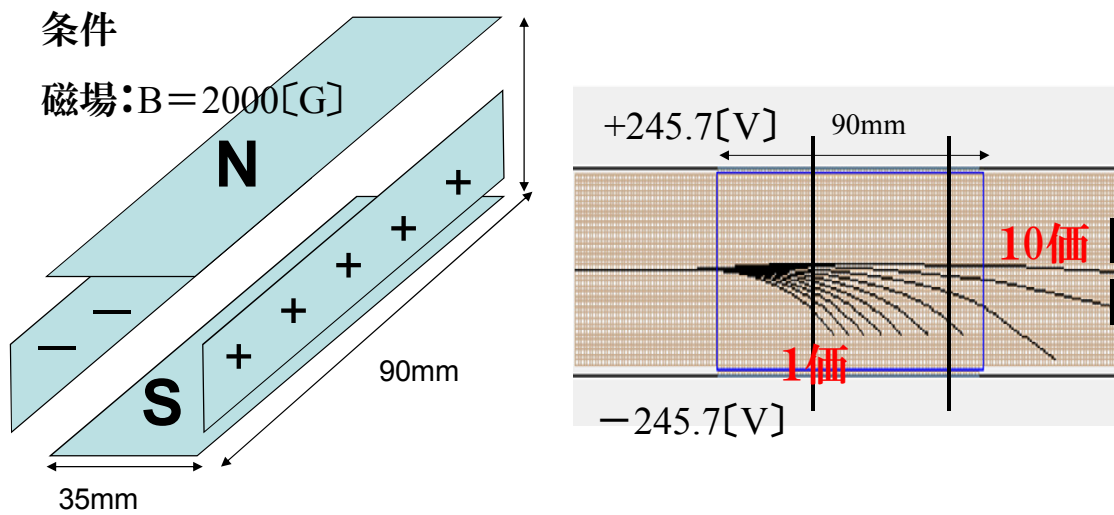 条件
磁場:B=2000〔G〕
N
S
+
+
+
+
+
−
−
90mm
35mm
+245.7〔V〕
90mm
10価
1価
−245.7〔V〕